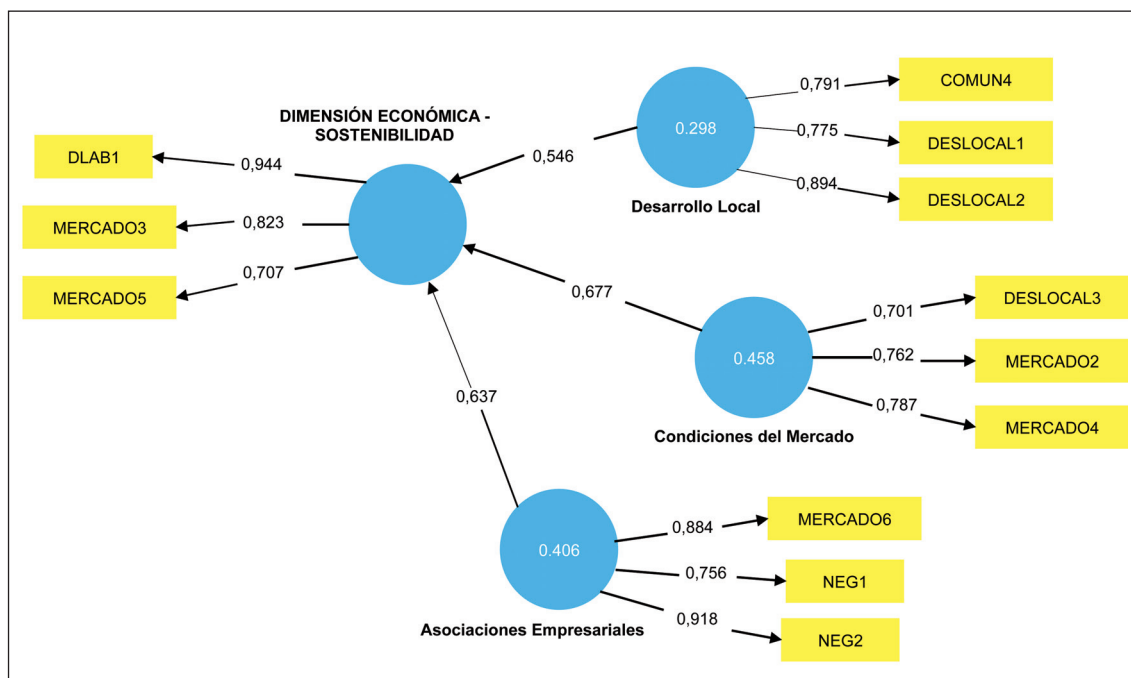 DIMENSIÓN ECONÓMICA -
SOSTENIBILIDAD
DLAB1
0,944
MERCADO3
0,823
MERCADO5
0,707
0,546
0.298
Desarrollo Local
0,791
COMUN4
0,775
DESLOCAL1
0,894
DESLOCAL2
0,677
0.458
Condiciones del Mercado
0,701
DESLOCAL3
0,762
MERCADO2
0,787
MERCADO4
0,637
0.406
Asociaciones Empresariales
0,884
MERCADO6
0,756
NEG1
0,918
NEG2